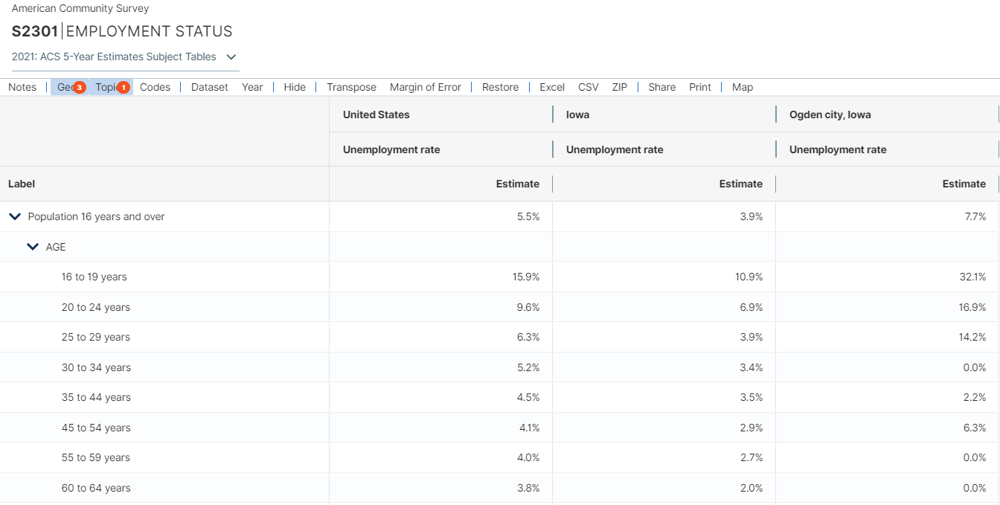 American Community Survey
S2301 | EMPLOYMENT STATUS
2021: ACS 5-Year Estimates Subject Tables
Notes | Geo 3 Topi 1 Codes | Dataset Year | Hide | Transpose Margin of Error | Restore | Excel CSV ZIP | Share Print | Map
United States Iowa Ogden city, Iowa
Unemployment rate Unemployment rate Unemployment rate
Label Estimate Estimate Estimate
Population 16 years and over 5.5% 3.9% 7.7%
AGE
16 to 19 years 15.9% 10.9% 32.1%
20 to 24 years 9.6% 6.9% 16.9%
25 to 29 years 6.3% 3.9% 14.2%
30 to 34 years 5.2% 3.4% 0.0%
35 to 44 years 4.5% 3.5% 2.2%
45 to 54 years 4.1% 2.9% 6.3%
55 to 59 years 4.0% 2.7% 0.0%
60 to 64 years 3.8% 2.0% 0.0%